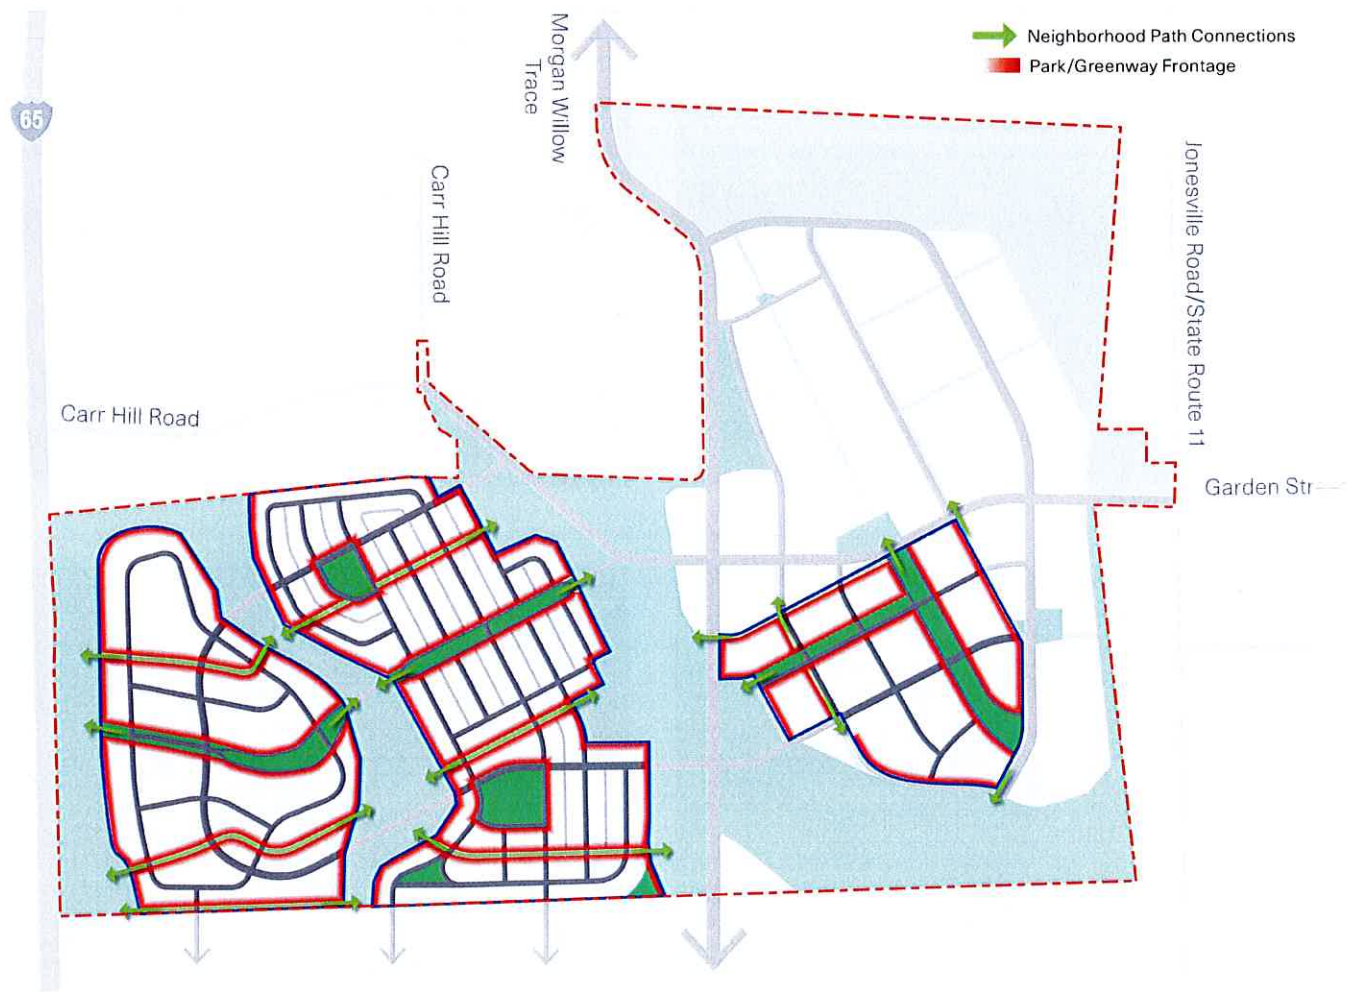 Neighborhood Path Connections
Park/Greenway Frontage
65
Morgan Willow
Trace
Carr Hill Road
Jonesville Road/State Route 11
Carr Hill Road
Garden Str